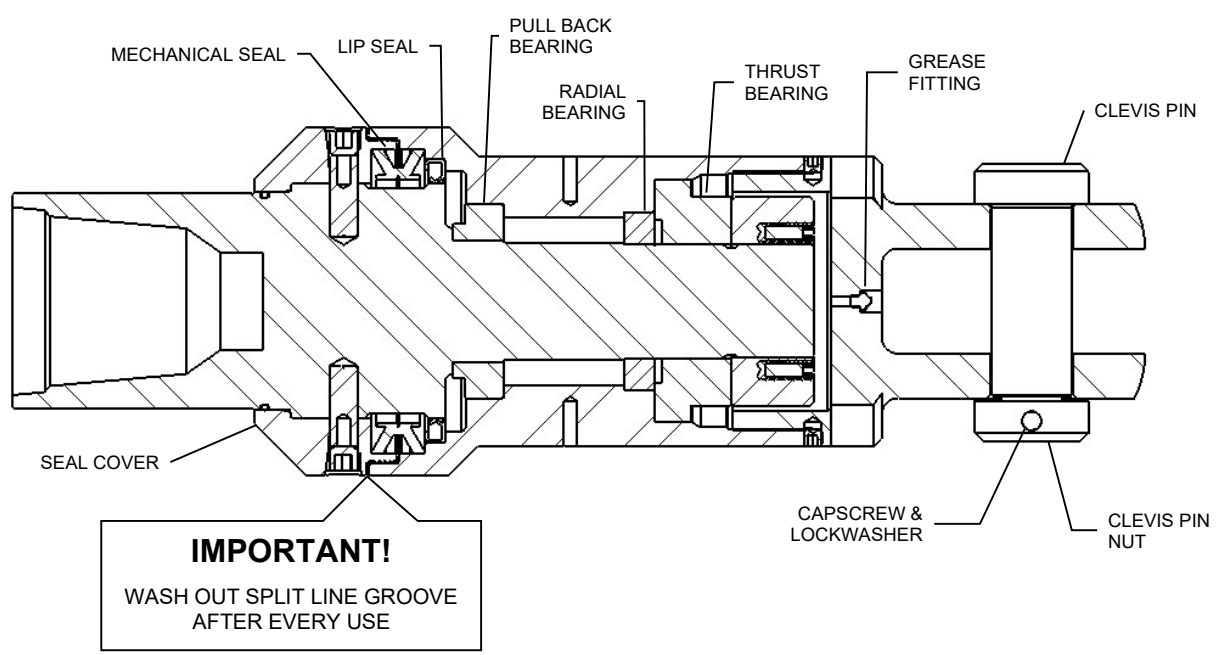 PULL BACK
BEARING
LIP SEAL
MECHANICAL SEAL
GREASE
FITTING
THRUST
BEARING
RADIAL
BEARING
CLEVIS PIN
SEAL COVER
CAPSCREW &
LOCKWASHER
CLEVIS PIN
NUT
IMPORTANT!
WASH OUT SPLIT LINE GROOVE
AFTER EVERY USE